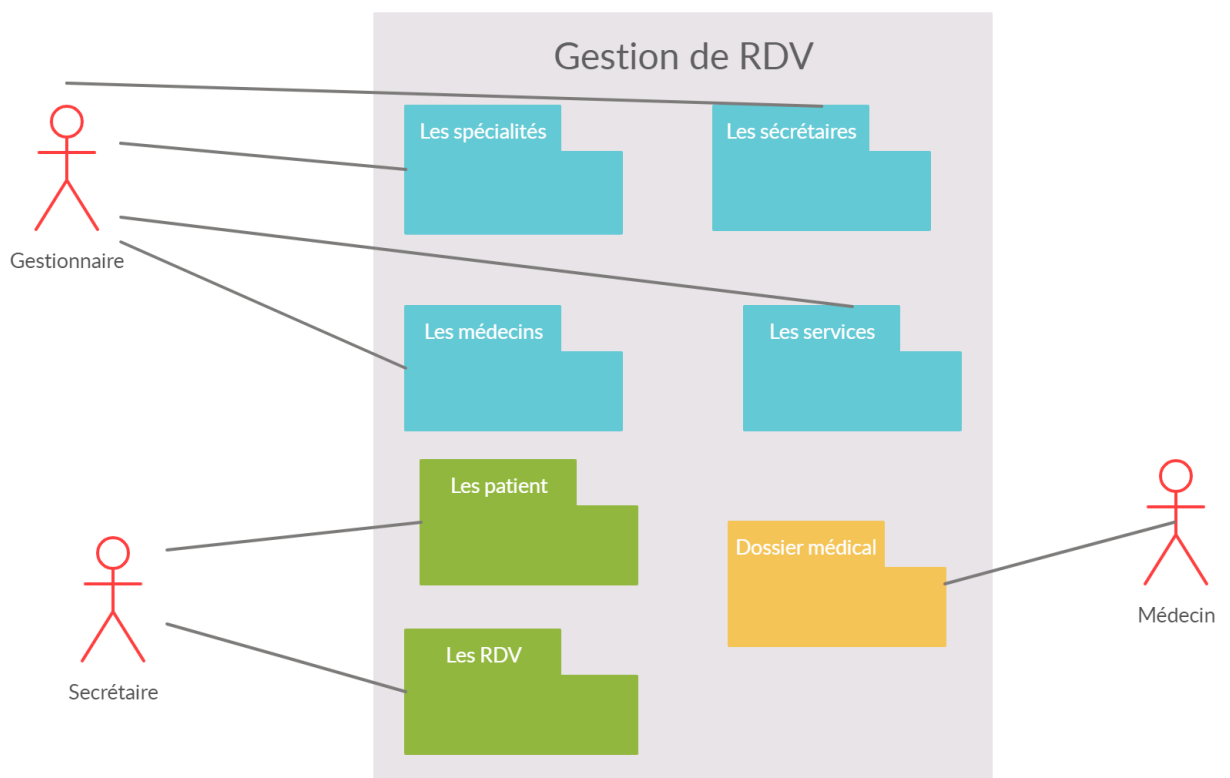 Gestion de RDV
Les spécialités
Les sécrétaires
Gestionnaire
Les médecins
Les services
Les patient
Dossier médical
Médecin
Les RDV
Secrétaire